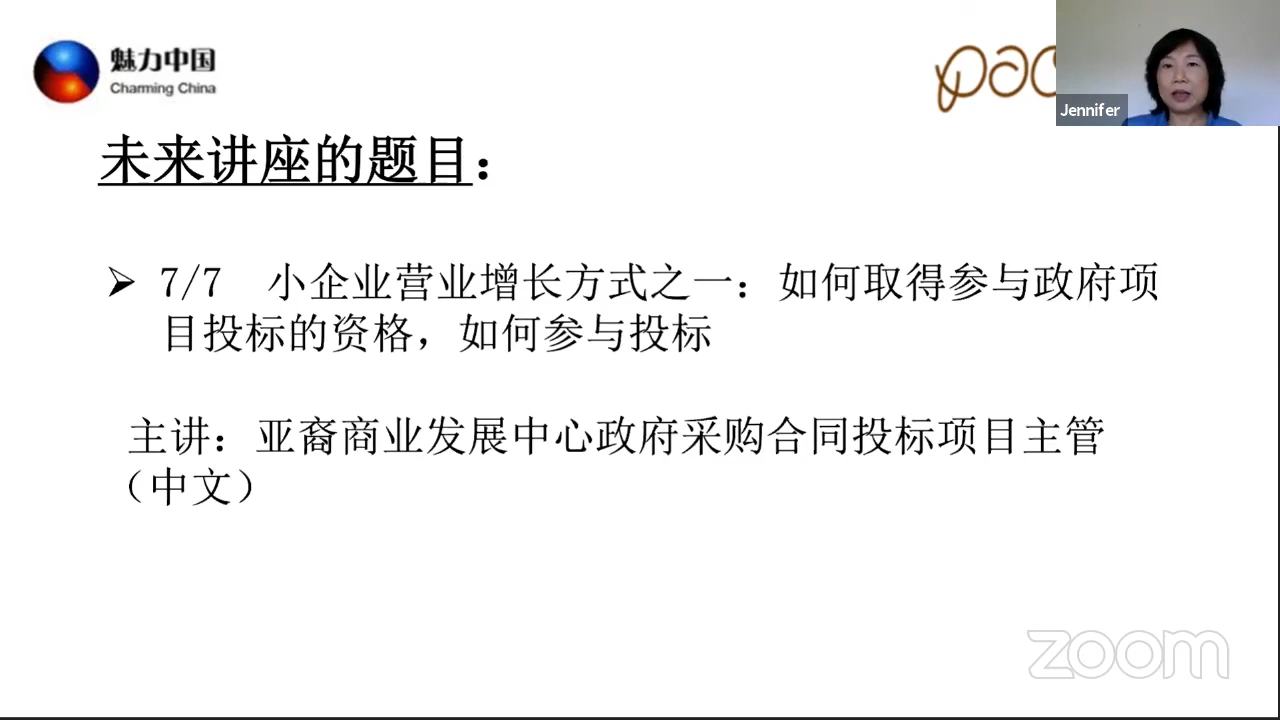 魅力中国
Charming China
Jennifer
未来讲座的题目：
7/7 小企业营业增长方式之一：如何取得参与政府项
目投标的资格，如何参与投标
主讲：亚裔商业发展中心政府采购合同投标项目主管
（中文）
zoom